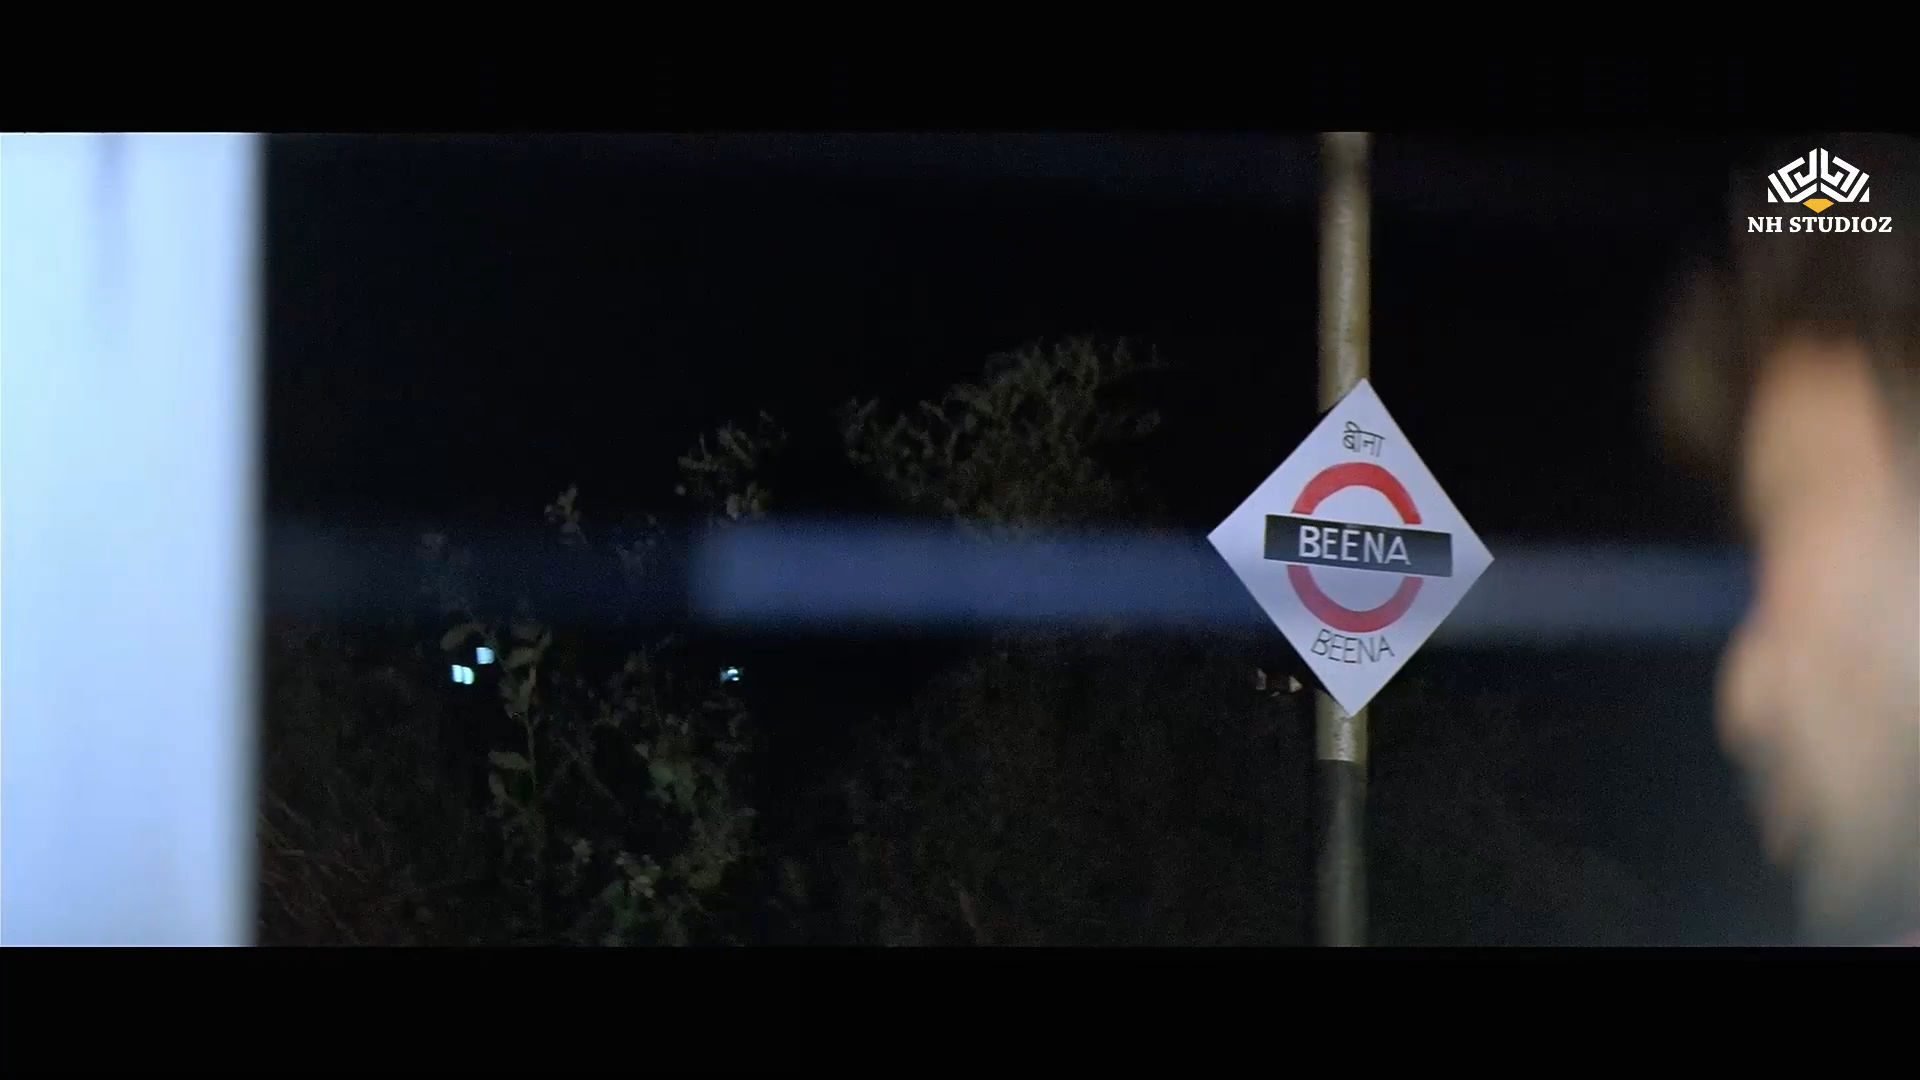 NH STUDIOZ
बीना
BEENA
BEENA